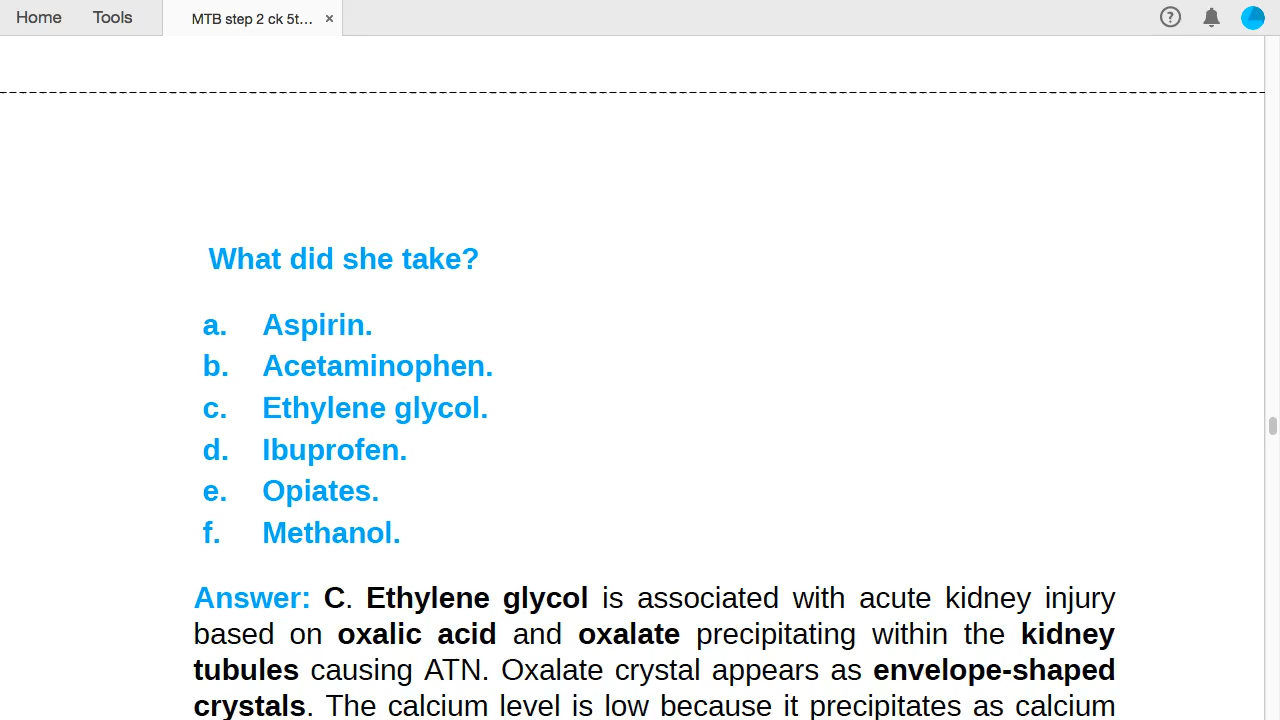 Home Tools MTB step 2 ck 5t... × ?
What did she take?
a. Aspirin.
b. Acetaminophen.
c. Ethylene glycol.
d. Ibuprofen.
e. Opiates.
f. Methanol.
Answer: C. Ethylene glycol is associated with acute kidney injury
based on oxalic acid and oxalate precipitating within the kidney
tubules causing ATN. Oxalate crystal appears as envelope-shaped
crystals. The calcium level is low because it precipitates as calcium